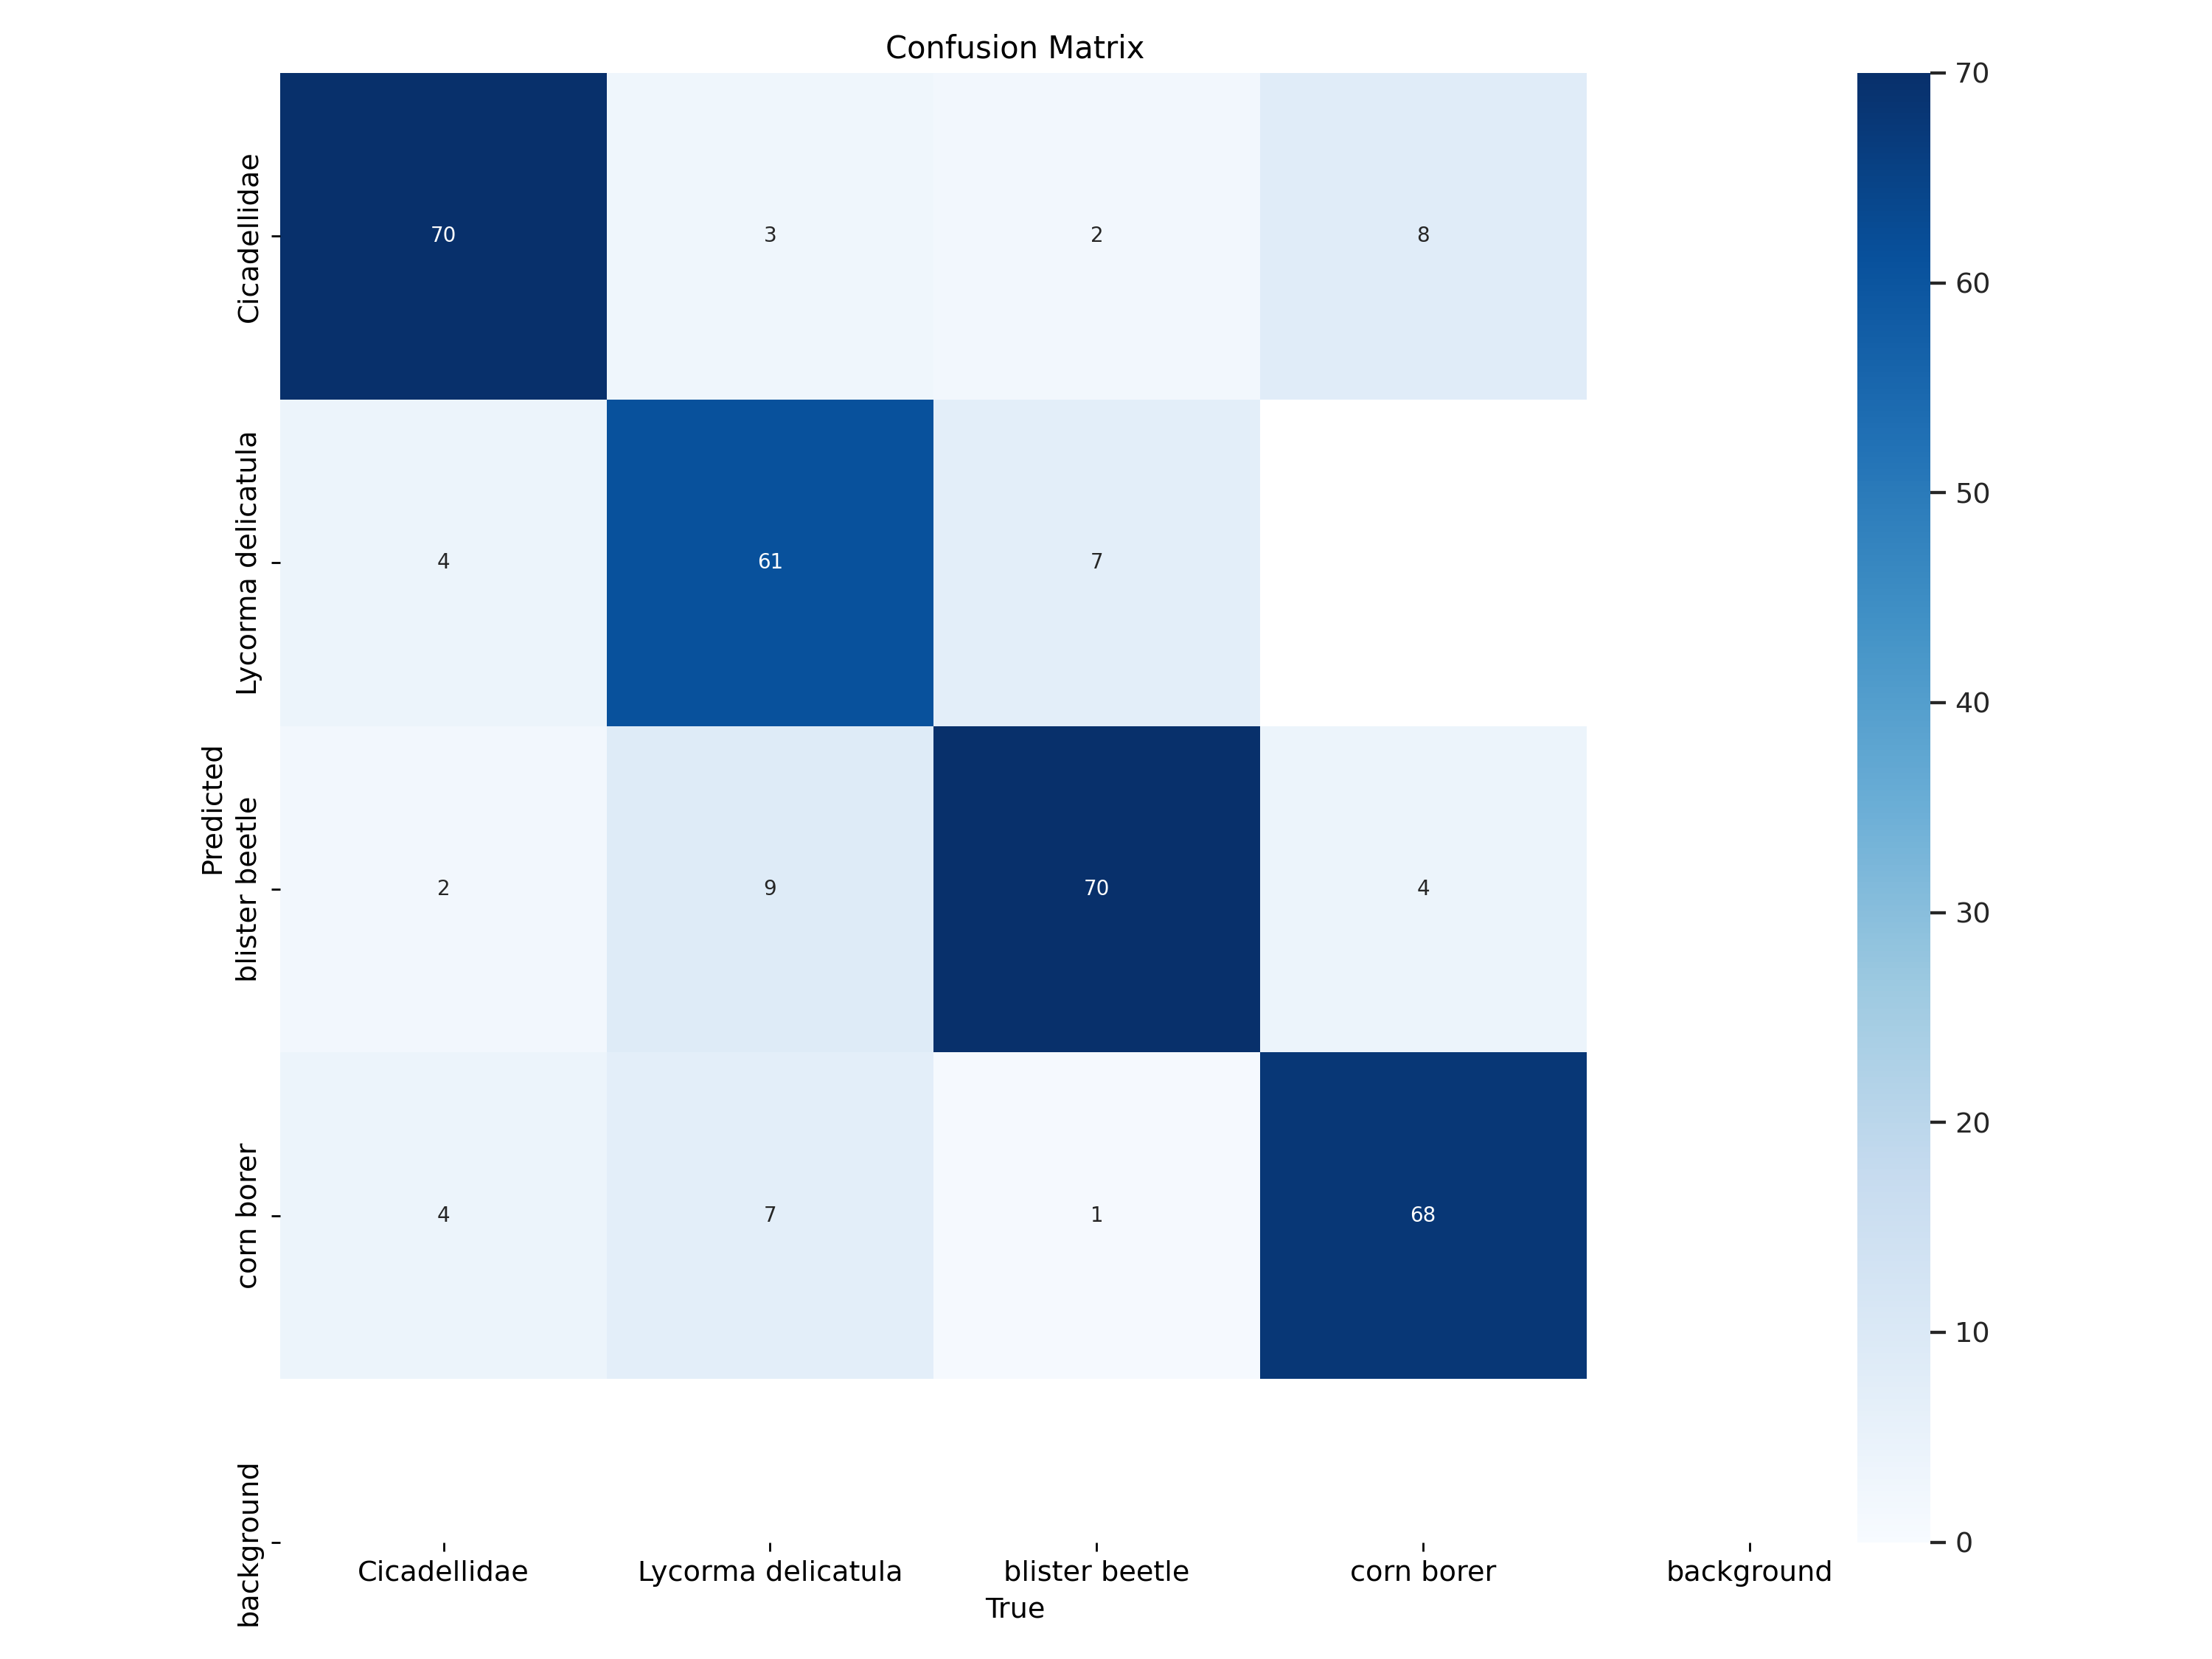 Confusion Matrix
Predicted
Cicadellidae
70 3 2 8
Lycorma delicatula
4 61 7
blister beetle
2 9 70 4
corn borer
4 7 1 68
background
Cicadellidae Lycorma delicatula blister beetle corn borer background
True
70
60
50
40
30
20
10
0